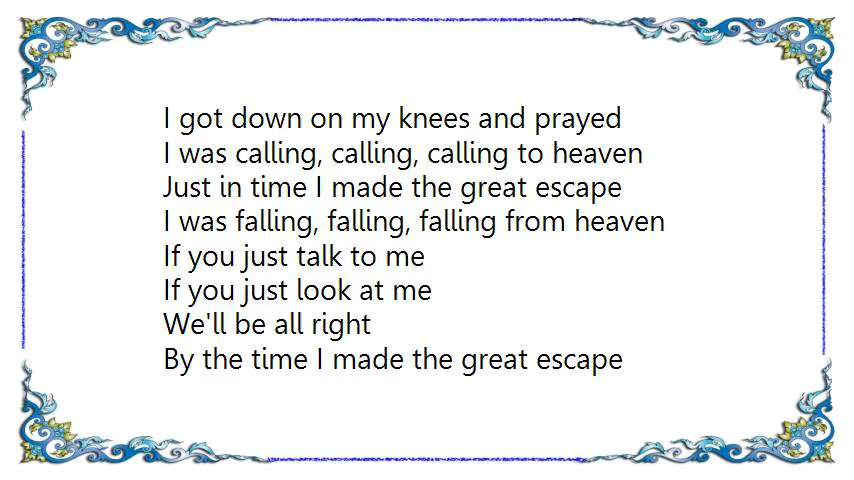 I got down on my knees and prayed
I was calling, calling, calling to heaven
Just in time I made the great escape
I was falling, falling, falling from heaven
If you just talk to me
If you just look at me
We'll be all right
By the time I made the great escape